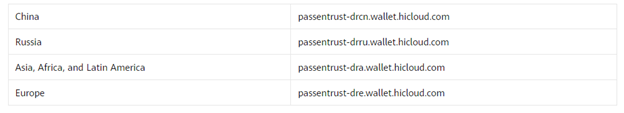 China passentrust-drcn.wallet.hicloud.com
Russia passentrust-drru.wallet.hicloud.com
Asia, Africa, and Latin America passentrust-dra.wallet.hicloud.com
Europe passentrust-dre.wallet.hicloud.com